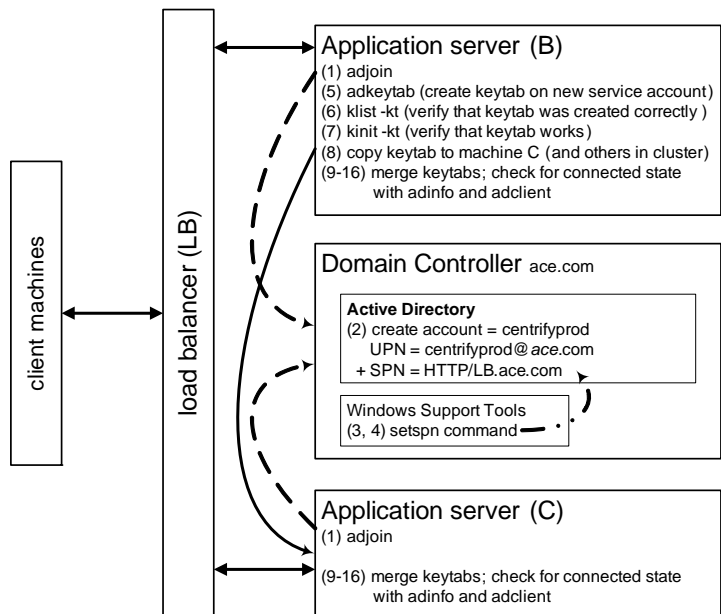 client machines
load balancer (LB)
Application server (B)
(1) adjoin
(5) adkeytab (create keytab on new service account)
(6) klist -kt (verify that keytab was created correctly )
(7) kinit -kt (verify that keytab works)
(8) copy keytab to machine C (and others in cluster)
(9-16) merge keytabs; check for connected state
with adinfo and adclient
Domain Controller ace.com
Active Directory
(2) create account = centrifyprod
UPN = centrifyprod@ace.com
+ SPN = HTTP/LB.ace.com
Windows Support Tools
(3, 4) setspn command
Application server (C)
(1) adjoin
(9-16) merge keytabs; check for connected state
with adinfo and adclient